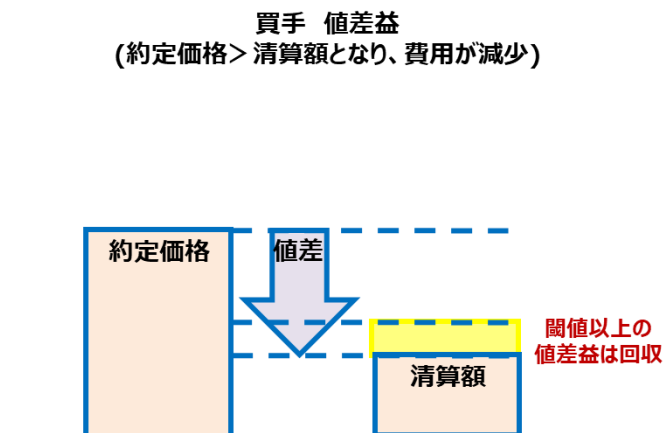 買手 値差益
(約定価格＞清算額となり、費用が減少)
約定価格
値差
閾値以上の
値差益は回収
清算額